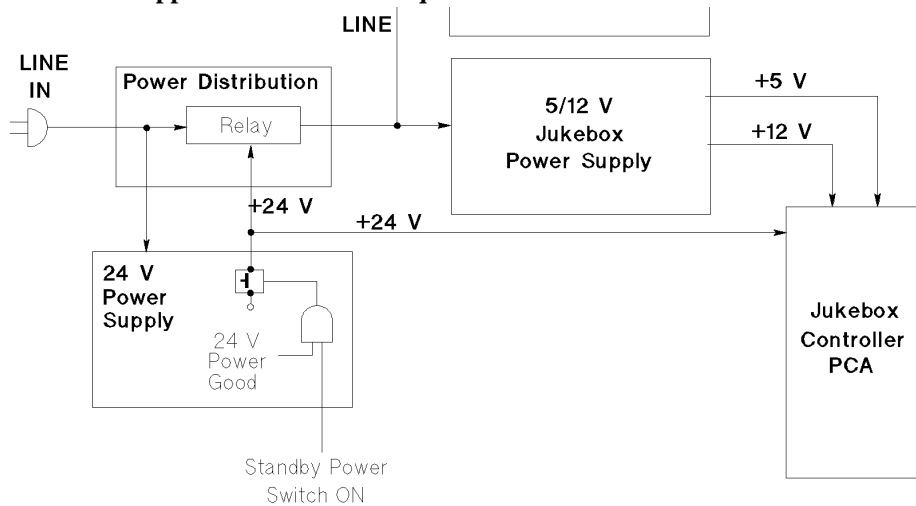 LINE
LINE
IN
Power Distribution
Relay
5/12 V
Jukebox
Power Supply
+5 V
+12 V
+24 V
+24 V
24 V
Power
Supply
24 V
Power
Good
Jukebox
Controller
PCA
Standby Power
Switch ON